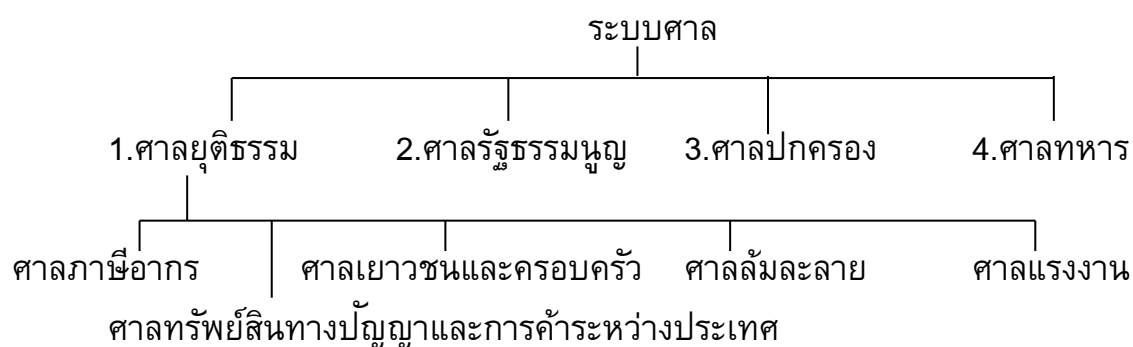 ระบบศาล
1.ศาลยุติธรรม 2.ศาลรัฐธรรมนูญ 3.ศาลปกครอง 4.ศาลทหาร
ศาลภาษีอากร ศาลเยาวชนและครอบครัว ศาลล้มละลาย ศาลแรงงาน
ศาลทรัพย์สินทางปัญญาและการค้าระหว่างประเทศ